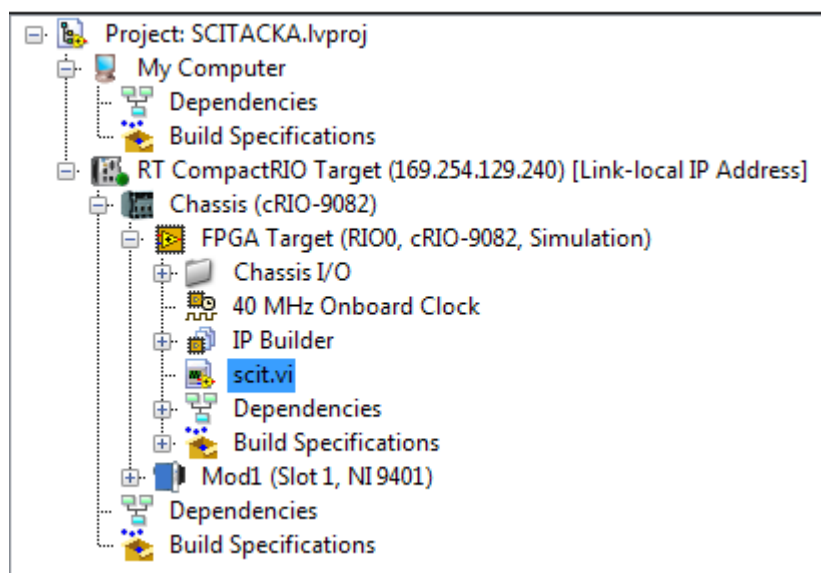 Project: SCITACKA.lvproj
My Computer
Dependencies
Build Specifications
RT CompactRIO Target (169.254.129.240) [Link-local IP Address]
Chassis (cRIO-9082)
FPGA Target (RIO0, cRIO-9082, Simulation)
Chassis I/O
40 MHz Onboard Clock
IP Builder
scit.vi
Dependencies
Build Specifications
Mod1 (Slot 1, NI 9401)
Dependencies
Build Specifications